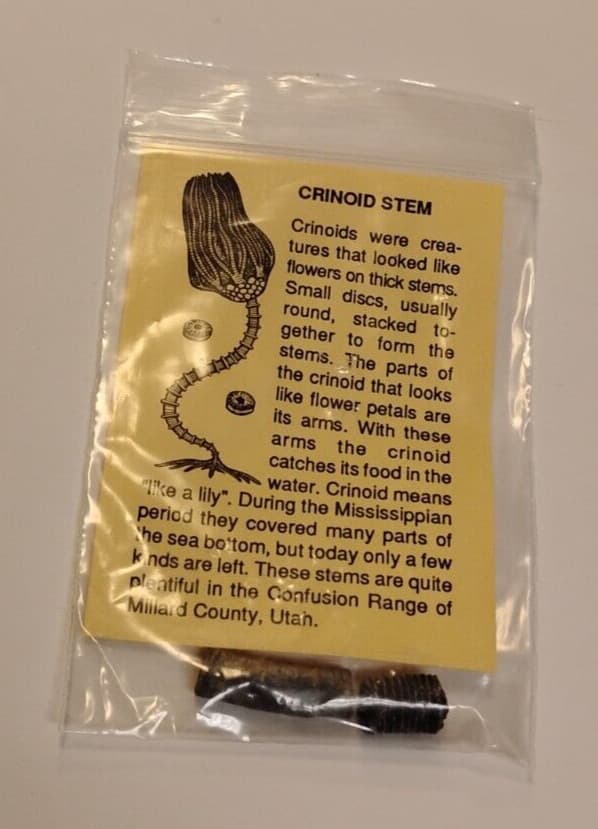 CRINOID STEM
Crinoids were crea-
tures that looked like
flowers on thick stems.
Small discs, usually
round, stacked to-
gether to form the
stems. The parts of
the crinoid that looks
like flower petals are
its arms. With these
arms the crinoid
catches its food in the
water. Crinoid means
"like a lily". During the Mississippian
period they covered many parts of
the sea bottom, but today only a few
kinds are left. These stems are quite
plentiful in the Confusion Range of
Millard County, Utah.